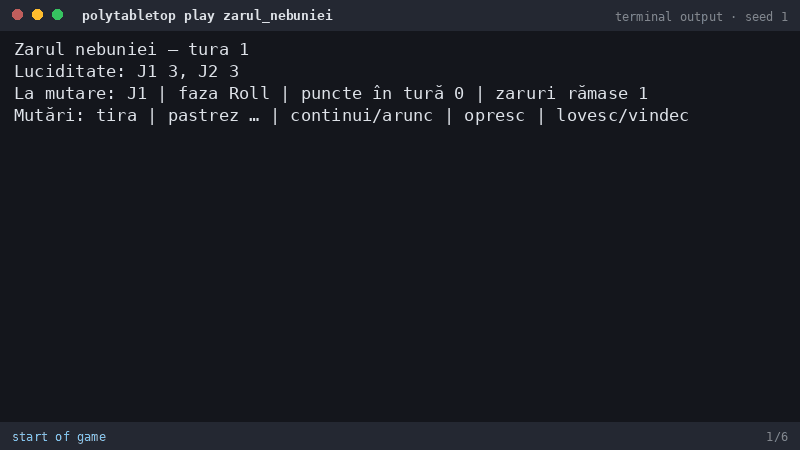 polytabletop play zarul_nebuniei
terminal output · seed 1
Zarul nebuniei — tura 1
Luciditate: J1 3, J2 3
La mutare: J1 | faza Roll | puncte în tură 0 | zaruri rămase 1
Mutări: tira | pastrez … | continui/arunc | opresc | lovesc/vindec
start of game
1/6